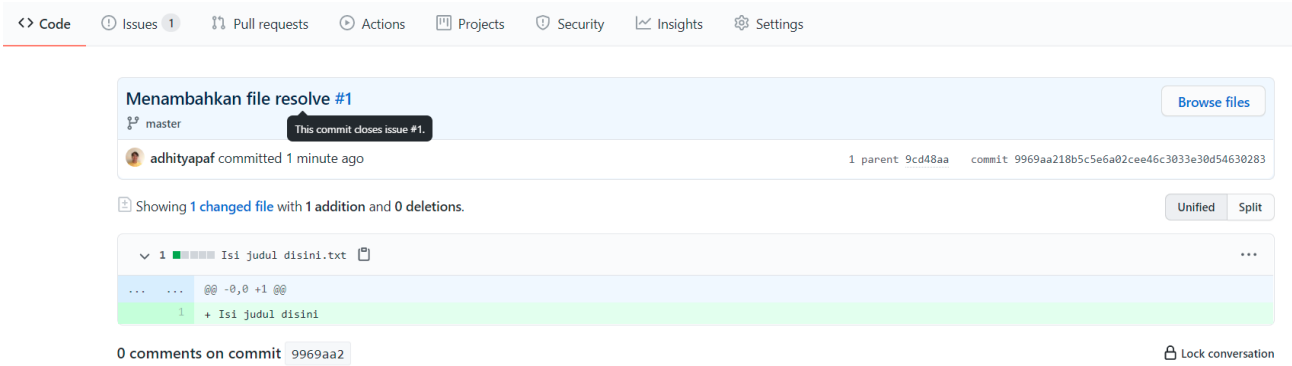 Code Issues 1 Pull requests Actions Projects Security Insights Settings
Menambahkan file resolve #1
Browse files
master
This commit closes issue #1.
adhityapaf committed 1 minute ago 1 parent 9cd48aa commit 9969aa218b5c5e6a02cee46c3033e30d54630283
Showing 1 changed file with 1 addition and 0 deletions.
Unified Split
1 Isi judul disini.txt
... ... @@ -0,0 +1 @@
1 + Isi judul disini
0 comments on commit 9969aa2
Lock conversation